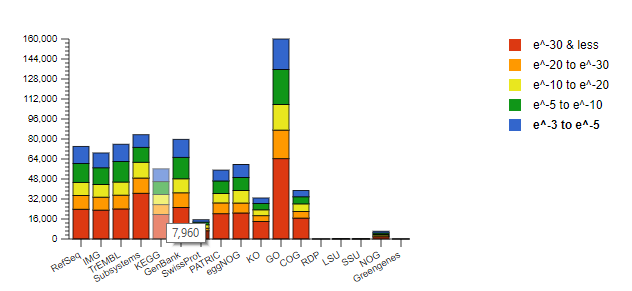 160,000
144,000
128,000
112,000
96,000
80,000
64,000
48,000
32,000
16,000
0
RefSeq
IMG
TrEMBL
Subsystems
KEGG
GenBank
SwissProt
PATRIC
eggNOG
KO
GO
COG
RDP
LSU
SSU
NOG
Greengenes
7,960
e^-30 & less
e^-20 to e^-30
e^-10 to e^-20
e^-5 to e^-10
e^-3 to e^-5